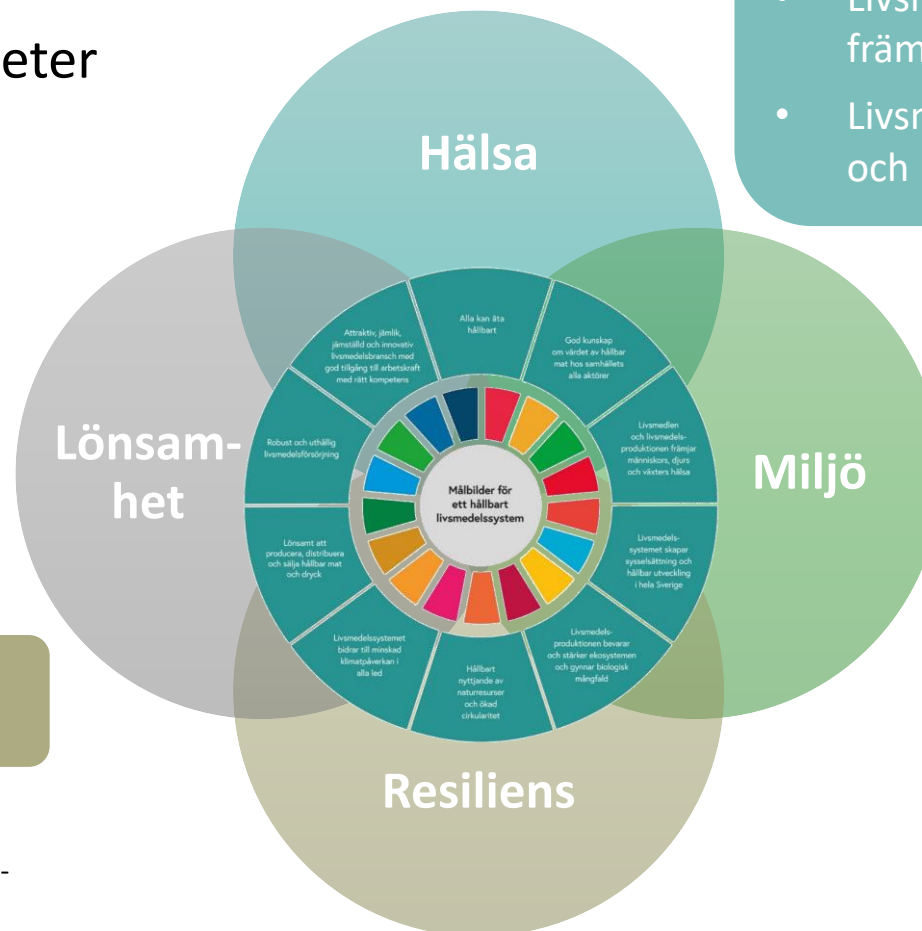 eter
Livsm
främ
• Livsm
och
Hälsa
Lönsam-
het
Miljö
Resiliens
Alla kan äta
hållbart
God kunskap
om värdet av hållbar
mat hos samhällets
alla aktörer
Livsmedlen
och livsmedels-
produktionen främjar
människors, djurs
och växters hälsa
Livsmedels-
systemet skapar
sysselsättning och
hållbar utveckling
i hela Sverige
Livsmedels-
produktionen bevarar
och stärker ekosystemen
och gynnar biologisk
mångfald
Hållbart
nyttjande av
naturresurser
och ökad
cirkularitet
Livsmedelssystemet
bidrar till minskad
klimatpåverkan i
alla led
Lönsamt att
producera, distribuera
och sälja hållbar mat
och dryck
Robust och uthållig
livsmedelsförsörjning
Attraktiv, jämlik,
jämställd och innovativ
livsmedelsbransch med
god tillgång till arbetskraft
med rätt kompetens
Målbilder för
ett hållbart
livsmedelssystem
-